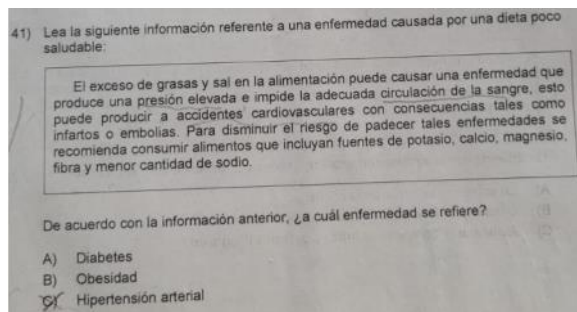 41) Lea la siguiente información referente a una enfermedad causada por una dieta poco
saludable:
El exceso de grasas y sal en la alimentación puede causar una enfermedad que
produce una presión elevada e impide la adecuada circulación de la sangre, esto
puede producir a accidentes cardiovasculares con consecuencias tales como
infartos o embolias. Para disminuir el riesgo de padecer tales enfermedades se
recomienda consumir alimentos que incluyan fuentes de potasio, calcio, magnesio,
fibra y menor cantidad de sodio.
De acuerdo con la información anterior, ¿a cuál enfermedad se refiere?
A) Diabetes
B) Obesidad
C) Hipertensión arterial